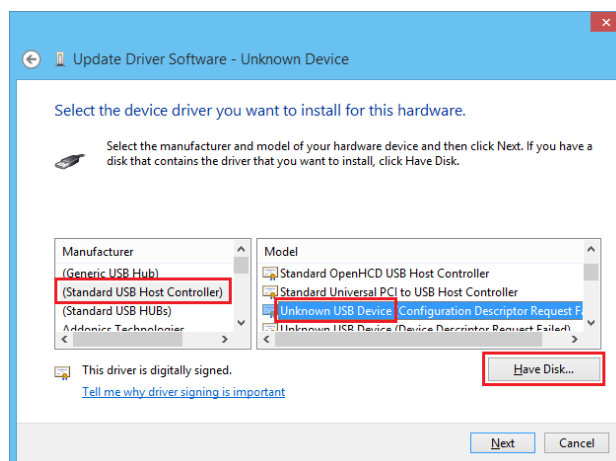 Update Driver Software - Unknown Device
Select the device driver you want to install for this hardware.
Select the manufacturer and model of your hardware device and then click Next. If you have a
disk that contains the driver that you want to install, click Have Disk.
Manufacturer
(Generic USB Hub)
(Standard USB Host Controller)
(Standard USB HUBs)
Addonics Technologies
Model
Standard OpenHCD USB Host Controller
Standard Universal PCI to USB Host Controller
Unknown USB Device (Configuration Descriptor Request Fa
Unknown USB Device (Device Descriptor Request Failed)
This driver is digitally signed.
Tell me why driver signing is important
Have Disk...
Next
Cancel